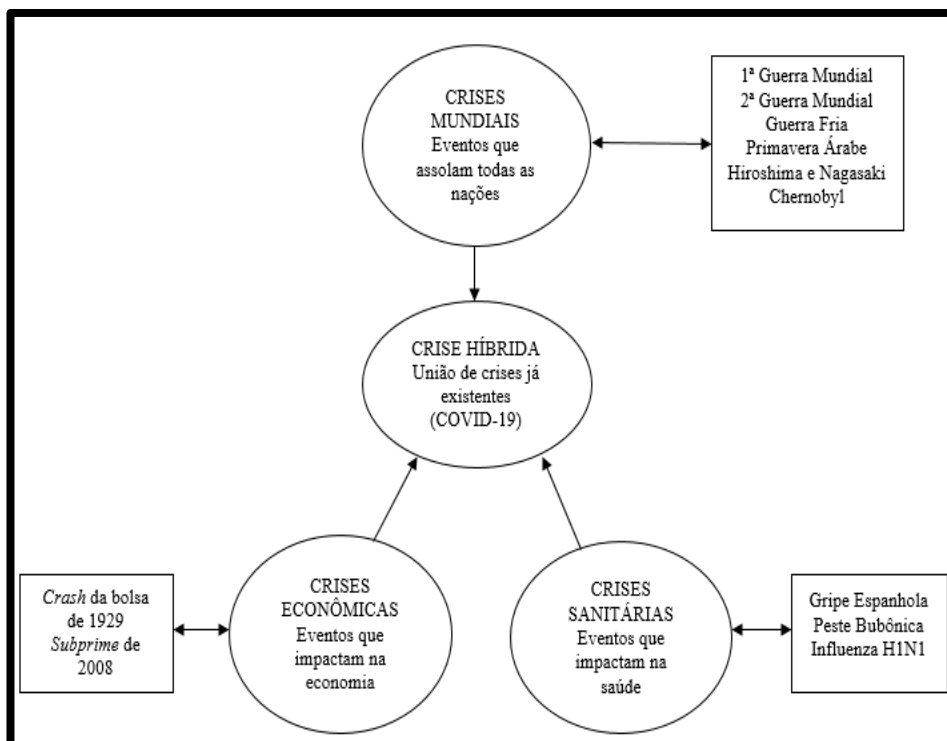 CRISES
MUNDIAIS
Eventos que
assolam todas as
nações
1ª Guerra Mundial
2ª Guerra Mundial
Guerra Fria
Primavera Árabe
Hiroshima e Nagasaki
Chernobyl
CRISE HÍBRIDA
União de crises já
existentes
(COVID-19)
Crash da bolsa
de 1929
Subprime de
2008
CRISES
ECONÔMICAS
Eventos que
impactam na
economia
CRISES
SANITÁRIAS
Eventos que
impactam na
saúde
Gripe Espanhola
Peste Bubônica
Influenza H1N1